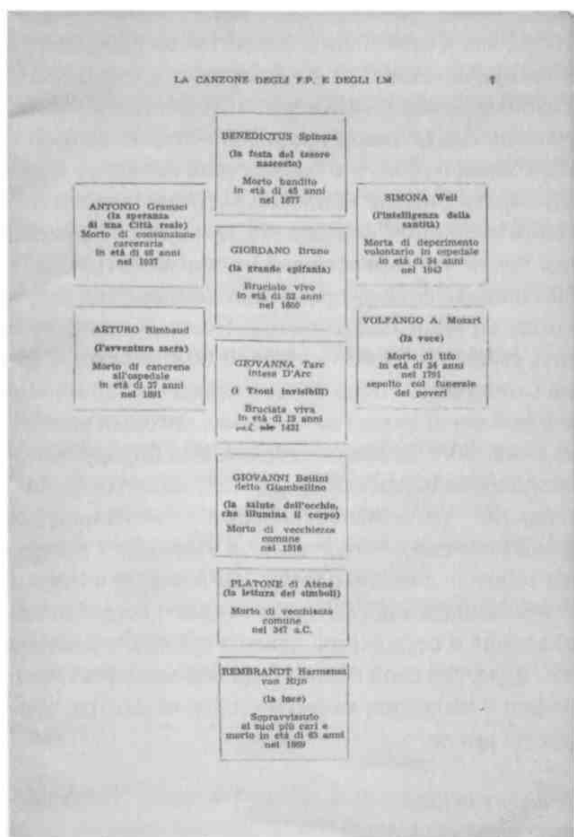 LA CANZONE DEGLI F.P. E DEGLI I.M.
BENEDICTUS Spinoza
(la festa del tesoro
nascosto)
Morto bandito
in età di 45 anni
nel 1677
ANTONIO Gramsci
(la speranza
di una Città reale)
Morto di consunzione
carceraria
in età di 46 anni
nel 1937
SIMONA Weil
(l'intelligenza della
santità)
Morta di deperimento
volontario in ospedale
in età di 34 anni
nel 1943
GIORDANO Bruno
(la grande epifania)
Bruciato vivo
in età di 52 anni
nel 1600
ARTURO Rimbaud
(l'avventura sacra)
Morto di cancrena
all'ospedale
in età di 37 anni
nel 1891
VOLFANGO A. Mozart
(la voce)
Morto di tifo
in età di 34 anni
nel 1791
sepolto col funerale
dei poveri
GIOVANNA Tarc
intesa D'Arc
(i Troni invisibili)
Bruciata viva
in età di 19 anni
1431
GIOVANNI Bellini
detto Giambellino
(la salute dell'occhio,
che illumina il corpo)
Morto di vecchiezza
comune
nel 1516
PLATONE di Atene
(la lettura dei simboli)
Morto di vecchiezza
comune
nel 347 a.C.
REMBRANDT Harmensz
van Rijn
(la luce)
Sopravvissuto
ai suoi più cari e
morto in età di 63 anni
nel 1669